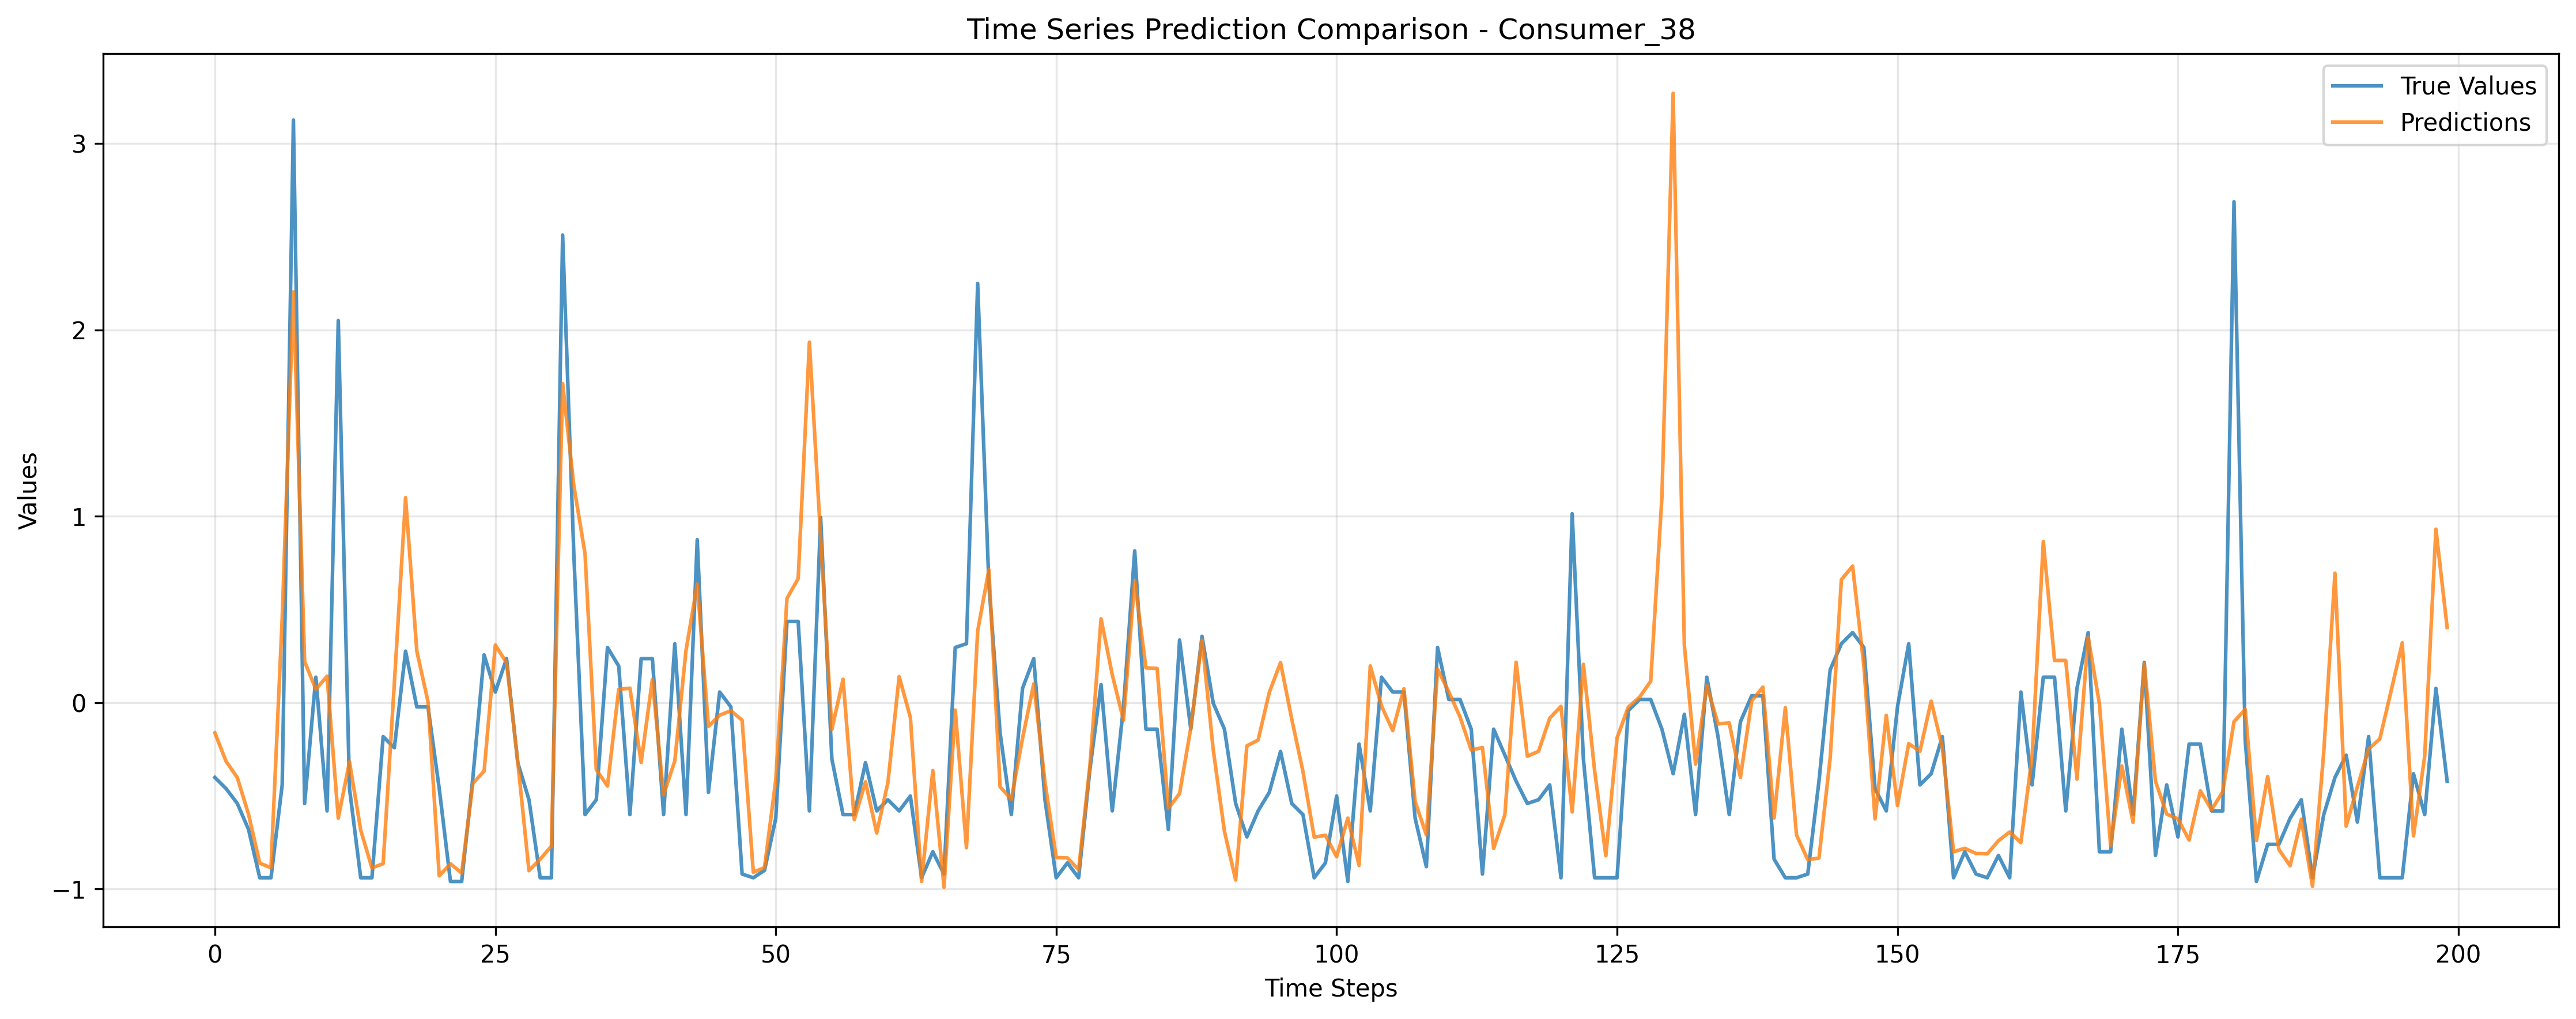 Time Series Prediction Comparison - Consumer_38
True Values
Predictions
Values
3
2
1
0
−1
0 25 50 75 100 125 150 175 200
Time Steps